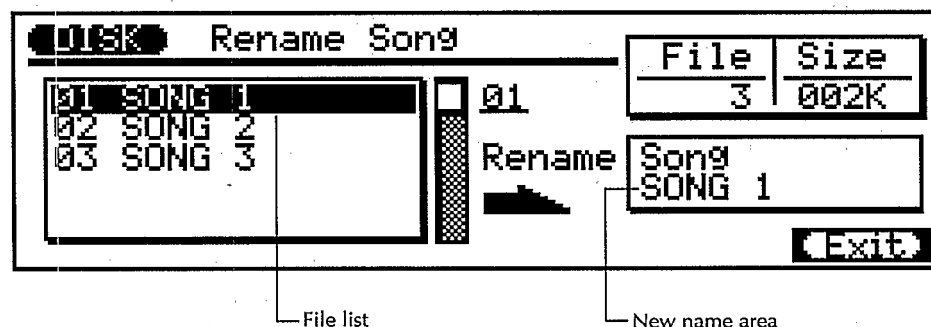 DISK Rename Song
File Size
3 002K
01 SONG 1
02 SONG 2
03 SONG 3
01
Rename
Song
SONG 1
Exit
File list
New name area